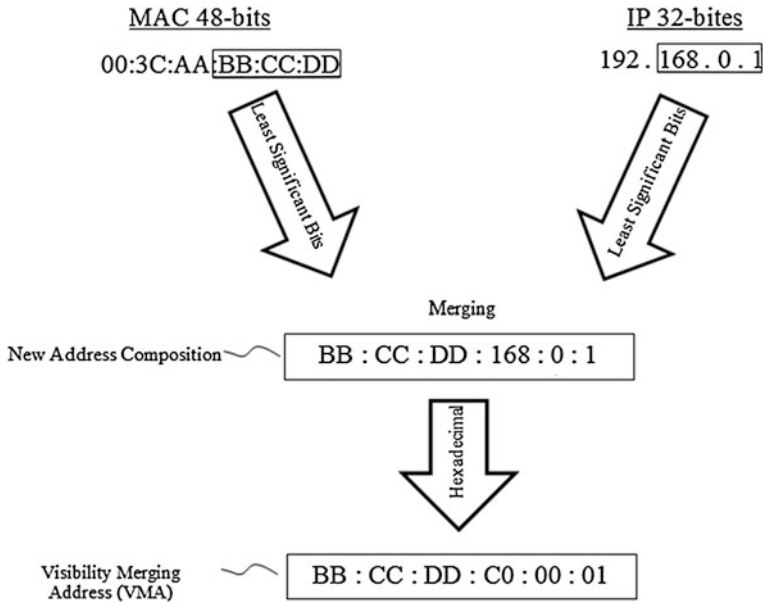 MAC 48-bits
IP 32-bites
00:3C:AA:BB:CC:DD
192 . 168 . 0 . 1
Least Significant Bits
Least Significant Bits
Merging
New Address Composition
BB : CC : DD : 168 : 0 : 1
Hexadecimal
Visibility Merging
Address (VMA)
BB : CC : DD : C0 : 00 : 01